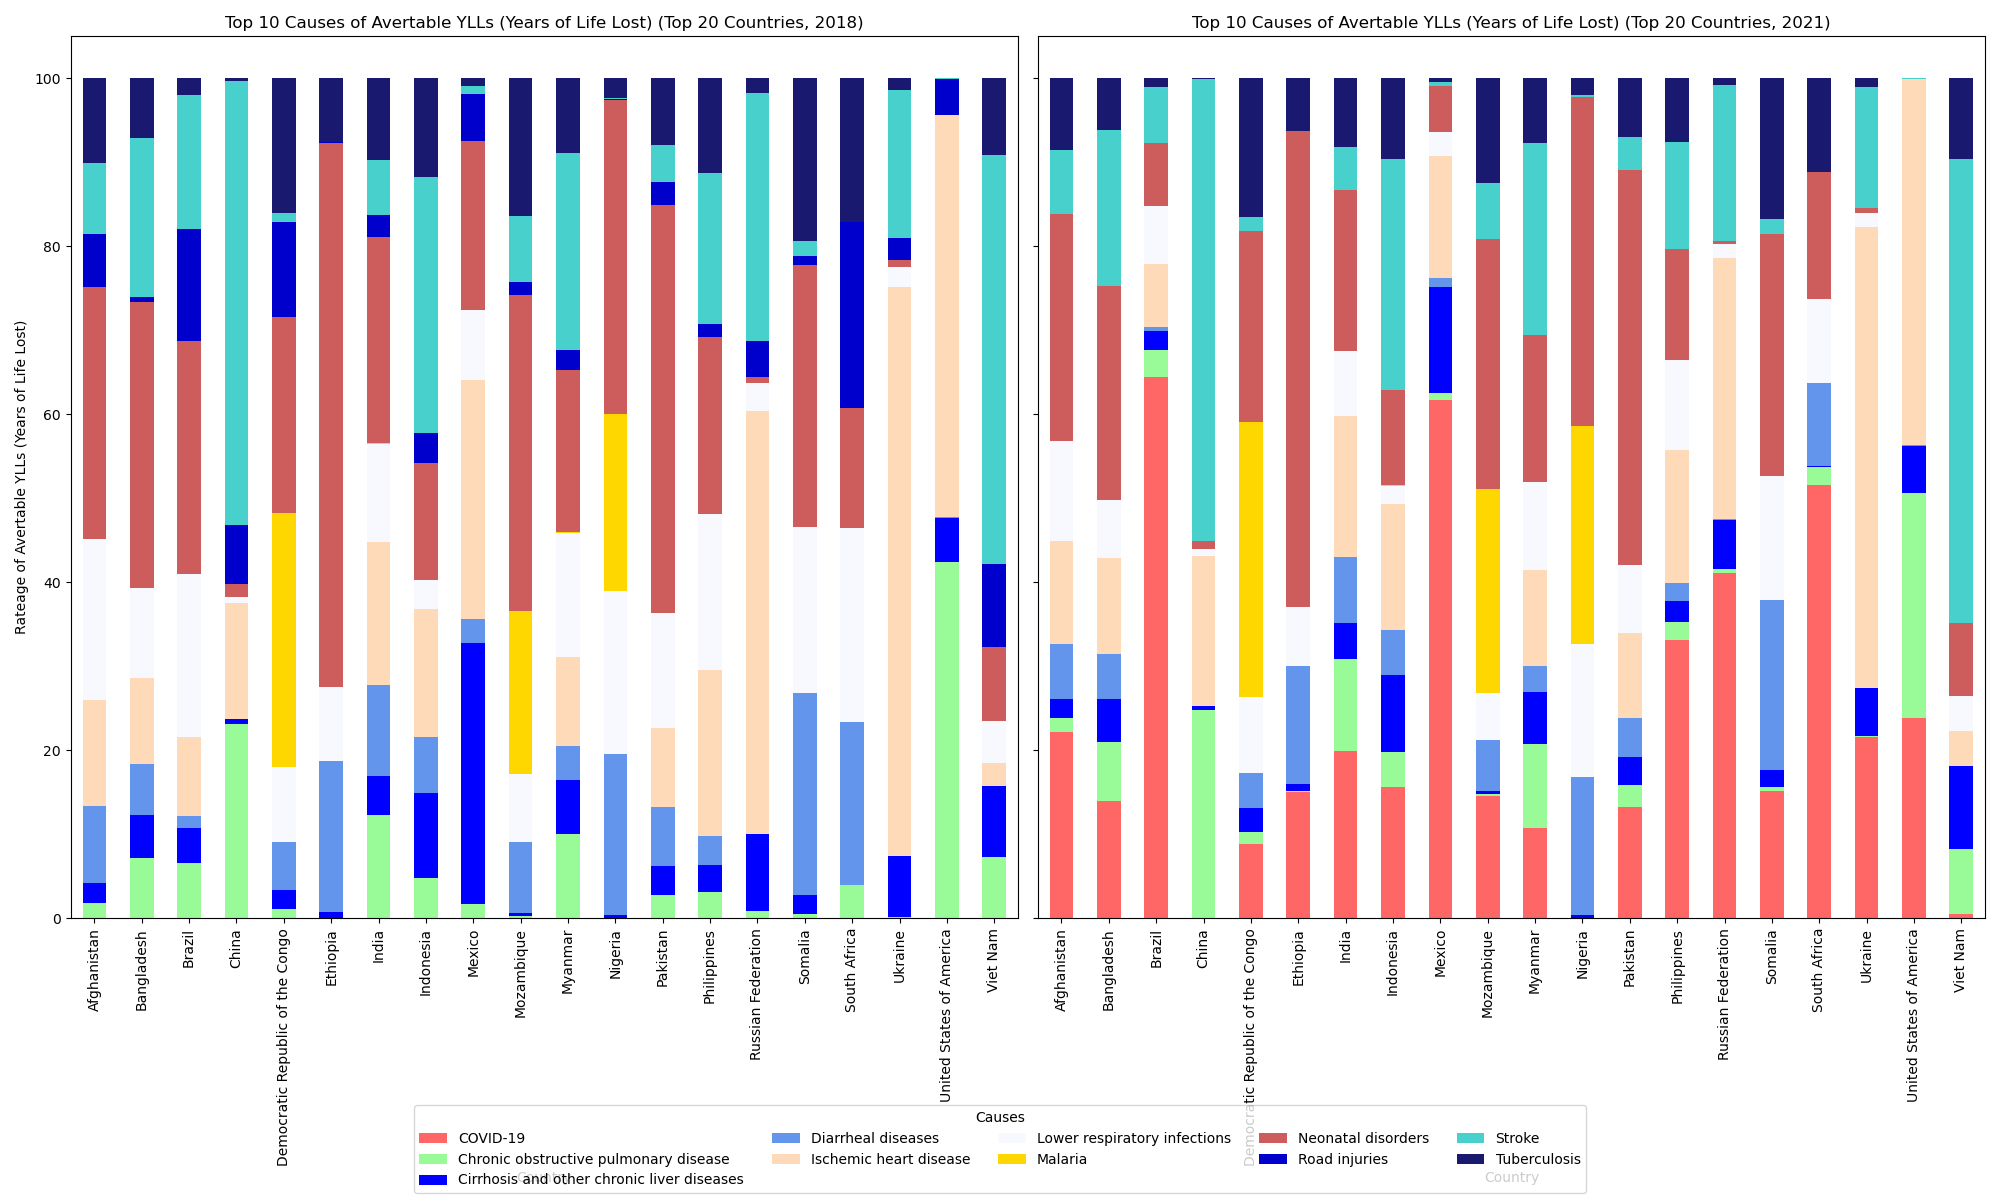 Top 10 Causes of Avertable YLLs (Years of Life Lost) (Top 20 Countries, 2018)
Top 10 Causes of Avertable YLLs (Years of Life Lost) (Top 20 Countries, 2021)
Rateage of Avertable YLLs (Years of Life Lost)
100
80
60
40
20
0
Afghanistan
Bangladesh
Brazil
China
Democratic Republic of the Congo
Ethiopia
India
Indonesia
Mexico
Mozambique
Myanmar
Nigeria
Pakistan
Philippines
Russian Federation
Somalia
South Africa
Ukraine
United States of America
Viet Nam
Afghanistan
Bangladesh
Brazil
China
Democratic Republic of the Congo
Ethiopia
India
Indonesia
Mexico
Mozambique
Myanmar
Nigeria
Pakistan
Philippines
Russian Federation
Somalia
South Africa
Ukraine
United States of America
Viet Nam
Country
Country
Causes
COVID-19
Chronic obstructive pulmonary disease
Cirrhosis and other chronic liver diseases
Diarrheal diseases
Ischemic heart disease
Lower respiratory infections
Malaria
Neonatal disorders
Road injuries
Stroke
Tuberculosis